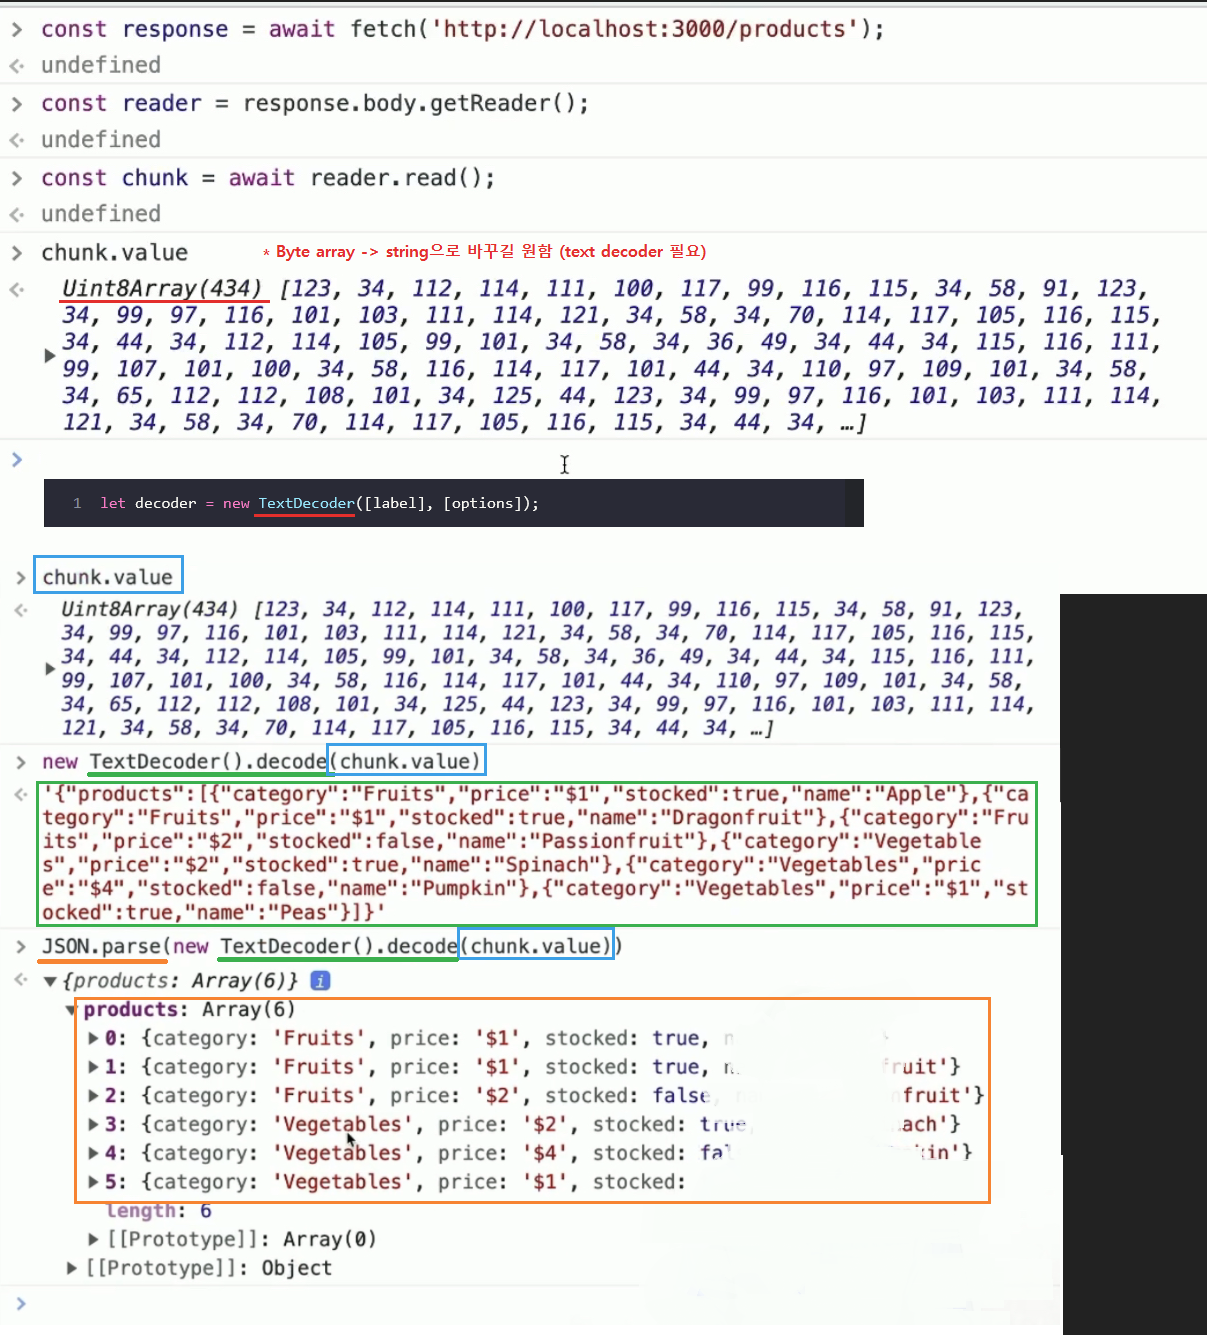 > const response = await fetch('http://localhost:3000/products');
<· undefined
> const reader = response.body.getReader();
<· undefined
> const chunk = await reader.read();
<· undefined
> chunk.value
* Byte array -> string으로 바꾸길 원함 (text decoder 필요)
<· Uint8Array(434) [123, 34, 112, 114, 111, 100, 117, 99, 116, 115, 34, 58, 91, 123,
34, 99, 97, 116, 101, 103, 111, 114, 121, 34, 58, 34, 70, 114, 117, 105, 116, 115,
34, 44, 34, 112, 114, 105, 99, 101, 34, 58, 34, 36, 49, 34, 44, 34, 115, 116, 111,
▶ 99, 107, 101, 100, 34, 58, 116, 114, 117, 101, 44, 34, 110, 97, 109, 101, 34, 58,
34, 65, 112, 112, 108, 101, 34, 125, 44, 123, 34, 99, 97, 116, 101, 103, 111, 114,
121, 34, 58, 34, 70, 114, 117, 105, 116, 115, 34, 44, 34, …]
>
1 let decoder = new TextDecoder([label], [options]);
> chunk.value
<· Uint8Array(434) [123, 34, 112, 114, 111, 100, 117, 99, 116, 115, 34, 58, 91, 123,
34, 99, 97, 116, 101, 103, 111, 114, 121, 34, 58, 34, 70, 114, 117, 105, 116, 115,
34, 44, 34, 112, 114, 105, 99, 101, 34, 58, 34, 36, 49, 34, 44, 34, 115, 116, 111,
▶ 99, 107, 101, 100, 34, 58, 116, 114, 117, 101, 44, 34, 110, 97, 109, 101, 34, 58,
34, 65, 112, 112, 108, 101, 34, 125, 44, 123, 34, 99, 97, 116, 101, 103, 111, 114,
121, 34, 58, 34, 70, 114, 117, 105, 116, 115, 34, 44, 34, …]
> new TextDecoder().decode(chunk.value)
<· '{"products":[{"category":"Fruits","price":"$1","stocked":true,"name":"Apple"},{"ca
tegory":"Fruits","price":"$1","stocked":true,"name":"Dragonfruit"},{"category":"Fru
its","price":"$2","stocked":false,"name":"Passionfruit"},{"category":"Vegetable
s","price":"$2","stocked":true,"name":"Spinach"},{"category":"Vegetables","pric
e":"$4","stocked":false,"name":"Pumpkin"},{"category":"Vegetables","price":"$1","st
ocked":true,"name":"Peas"}]}'
> JSON.parse(new TextDecoder().decode(chunk.value))
<· ▼{products: Array(6)} i
▼products: Array(6)
▶0: {category: 'Fruits', price: '$1', stocked: true, n }
▶1: {category: 'Fruits', price: '$1', stocked: true, n fruit'}
▶2: {category: 'Fruits', price: '$2', stocked: false, nfruit'}
▶3: {category: 'Vegetables', price: '$2', stocked: true, nach'}
▶4: {category: 'Vegetables', price: '$4', stocked: fal kin'}
▶5: {category: 'Vegetables', price: '$1', stocked:
length: 6
▶[[Prototype]]: Array(0)
▶[[Prototype]]: Object
>